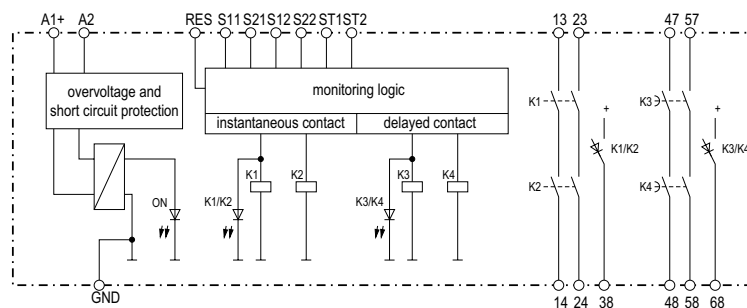 A1+ A2 RES S11 S21 S12 S22 ST1 ST2 13 23 47 57
overvoltage and
short circuit protection
monitoring logic
instantaneous contact delayed contact
K1 K3
+ +
K1/K2 K3/K4
K1 K2 K3 K4
K2 K4
ON K1/K2 K3/K4
GND 14 24 38 48 58 68